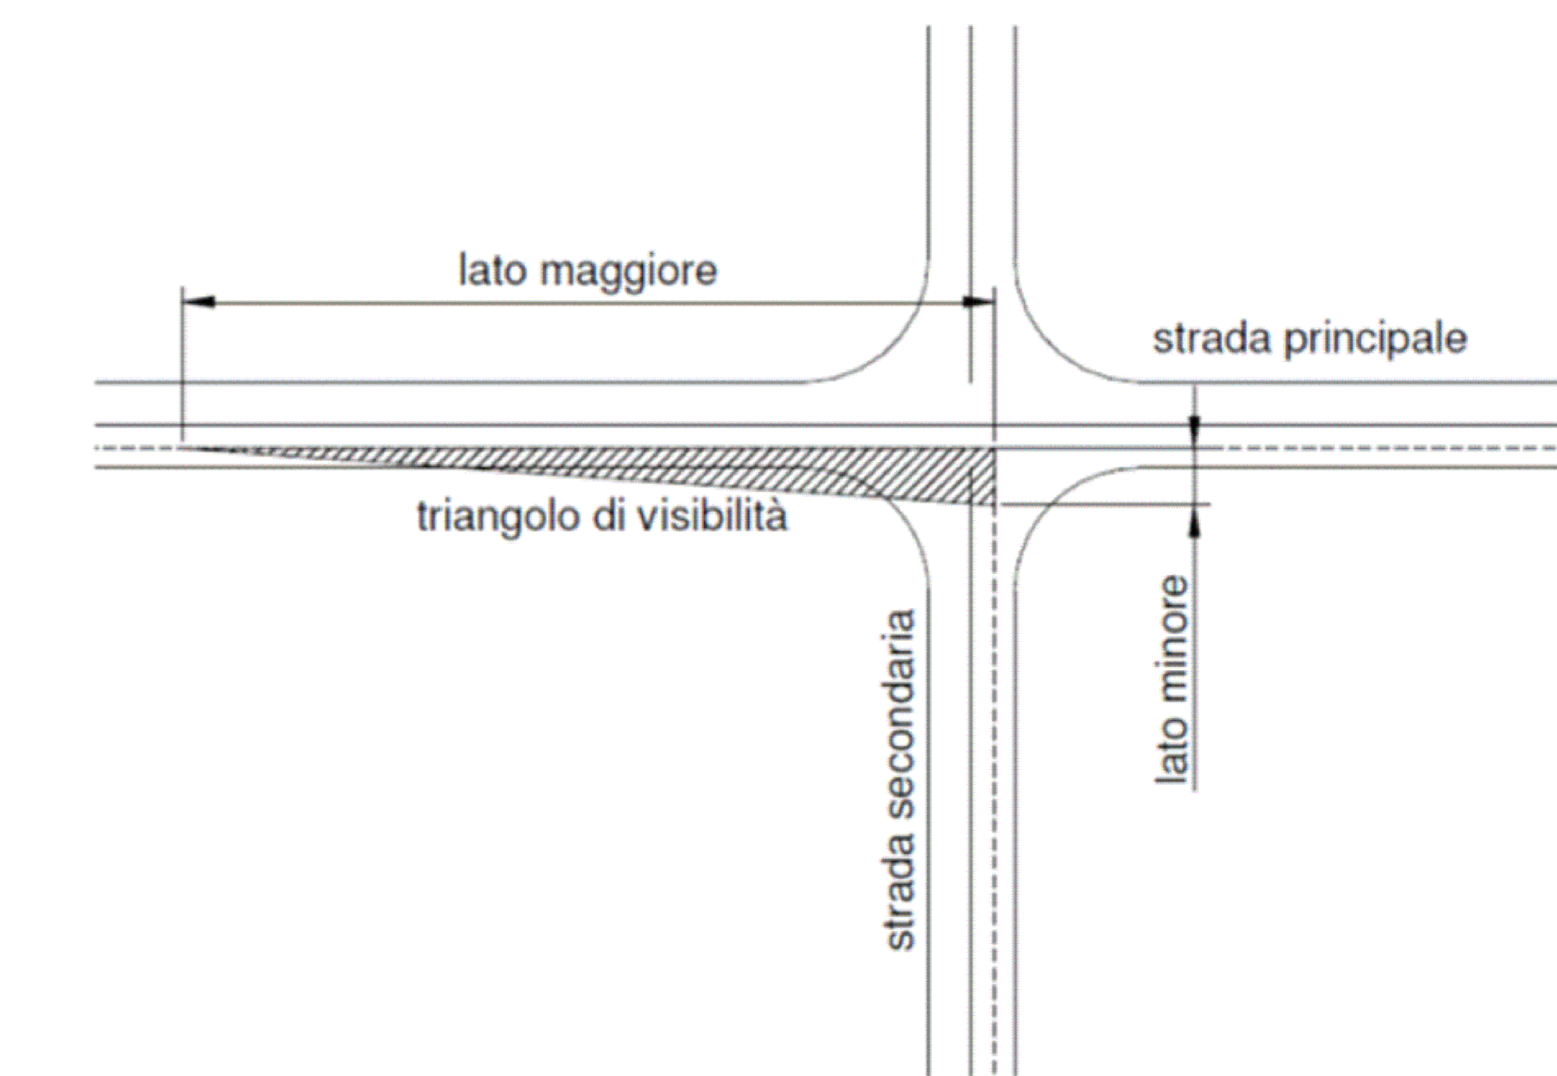 lato maggiore
strada principale
triangolo di visibilità
strada secondaria
lato minore